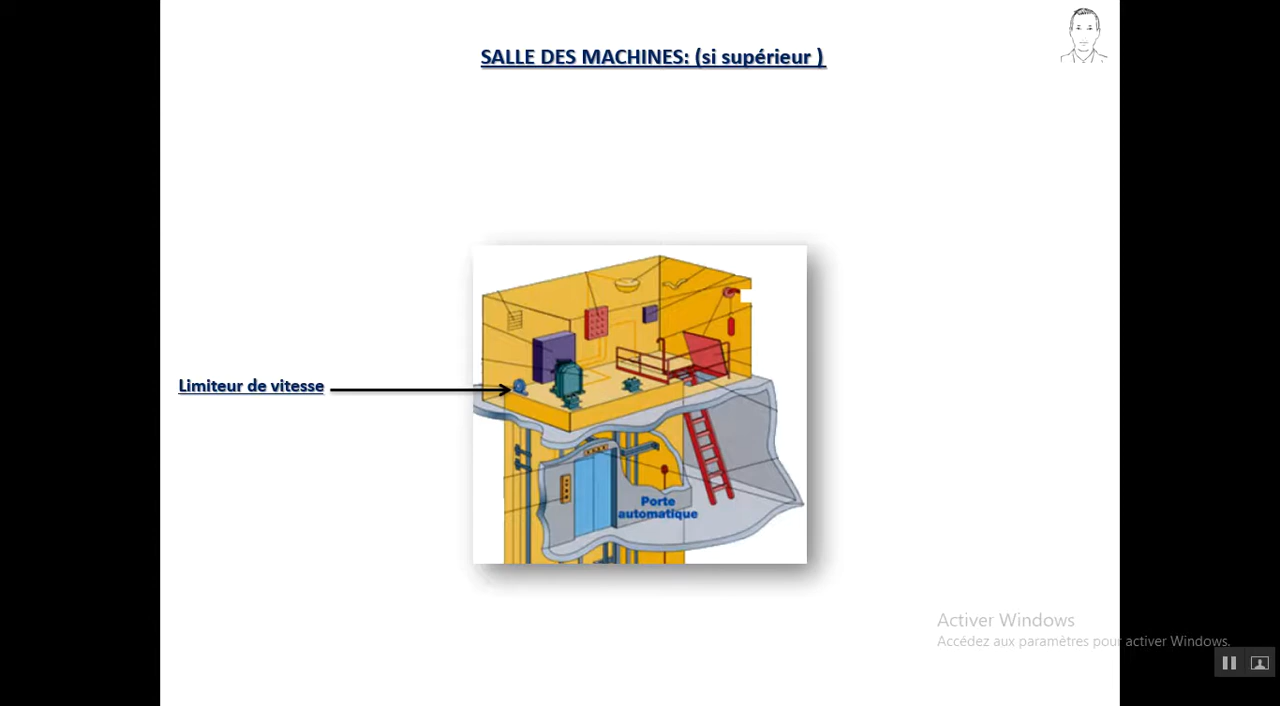 SALLE DES MACHINES: (si supérieur )
Limiteur de vitesse
Porte
automatique
Activer Windows
Accédez aux paramètres pour activer Windows.